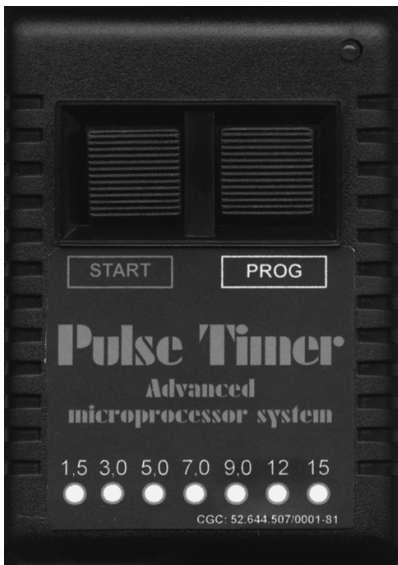 START PROG
Pulse Timer
Advanced
microprocessor system
1,5 3,0 5,0 7,0 9,0 12 15
CGC: 52.644.507/0001-81